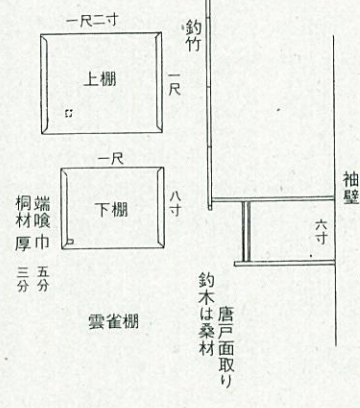 一尺二寸
上棚
一尺
釣竹
袖壁
一尺
下棚
八寸
六寸
端喰巾 五分
桐材厚 三分
唐戸面取り
釣木は桑材
雲雀棚